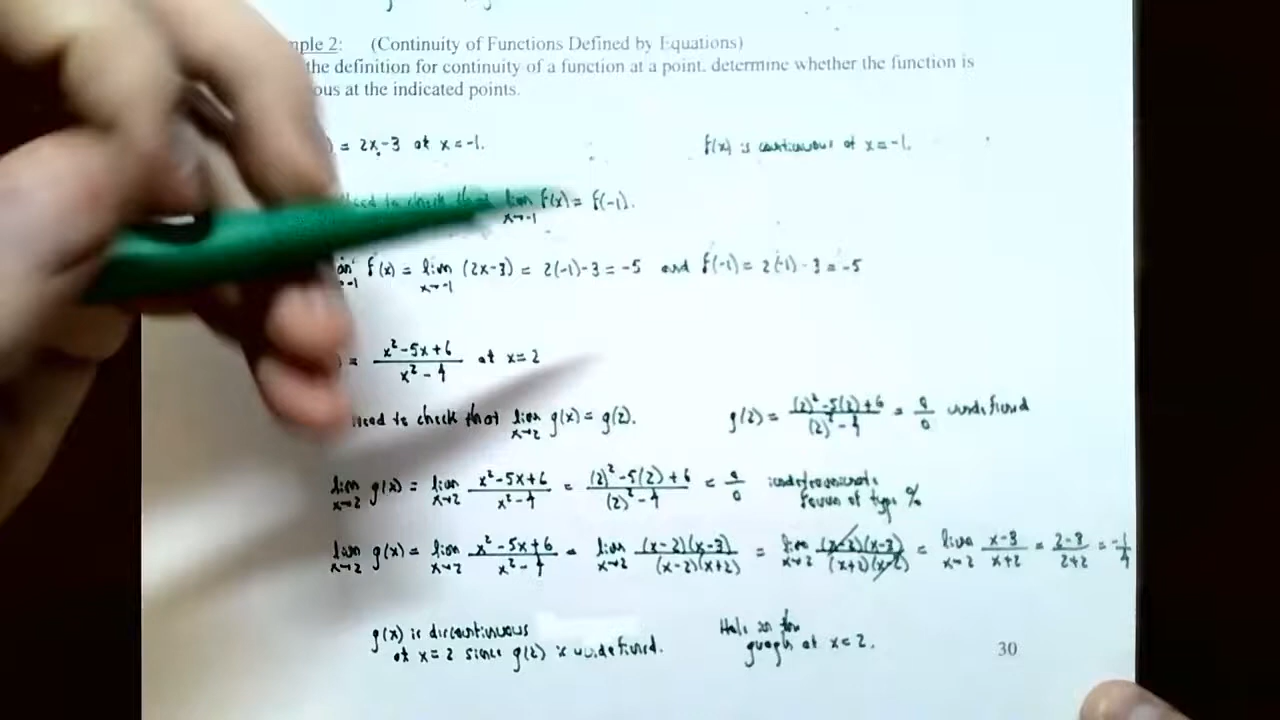 mple 2: (Continuity of Functions Defined by Equations)
the definition for continuity of a function at a point, determine whether the function is
ous at the indicated points.
) = 2x-3 at x=-1. f(x) is continuous at x=-1.
need to check that lim x→-1 f(x) = f(-1).
lim x→-1 f(x) = lim x→-1 (2x-3) = 2(-1)-3 = -5 and f(-1) = 2(-1)-3 = -5
) = x²-5x+6 / x²-4 at x=2
need to check that lim x→2 g(x) = g(2). g(2) = (2)²-5(2)+6 / (2)²-4 = 0/0 undefined
lim x→2 g(x) = lim x→2 x²-5x+6 / x²-4 = (2)²-5(2)+6 / (2)²-4 = 0/0 indeterminate
form of type 0/0
lim x→2 g(x) = lim x→2 x²-5x+6 / x²-4 = lim x→2 (x-2)(x-3) / (x-2)(x+2) = lim x→2 (x-2)(x-3) / (x+2)(x-2) = lim x→2 x-3 / x+2 = 2-3 / 2+2 = -1/4
g(x) is discontinuous
at x=2 since g(2) is undefined.
Hole in the
graph at x=2.
30